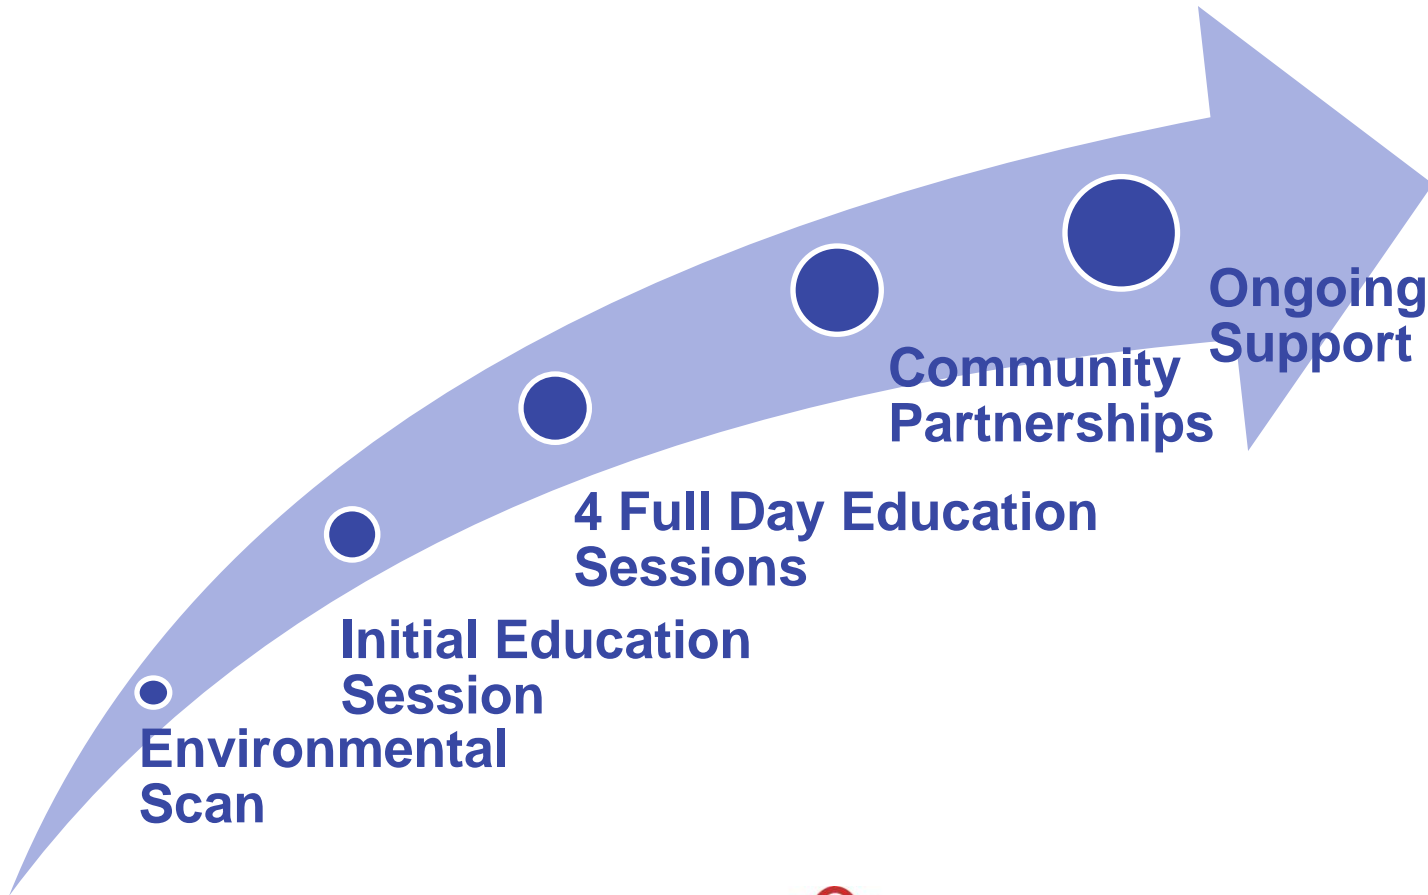 Environmental
Scan
Initial Education
Session
4 Full Day Education
Sessions
Community
Partnerships
Ongoing
Support